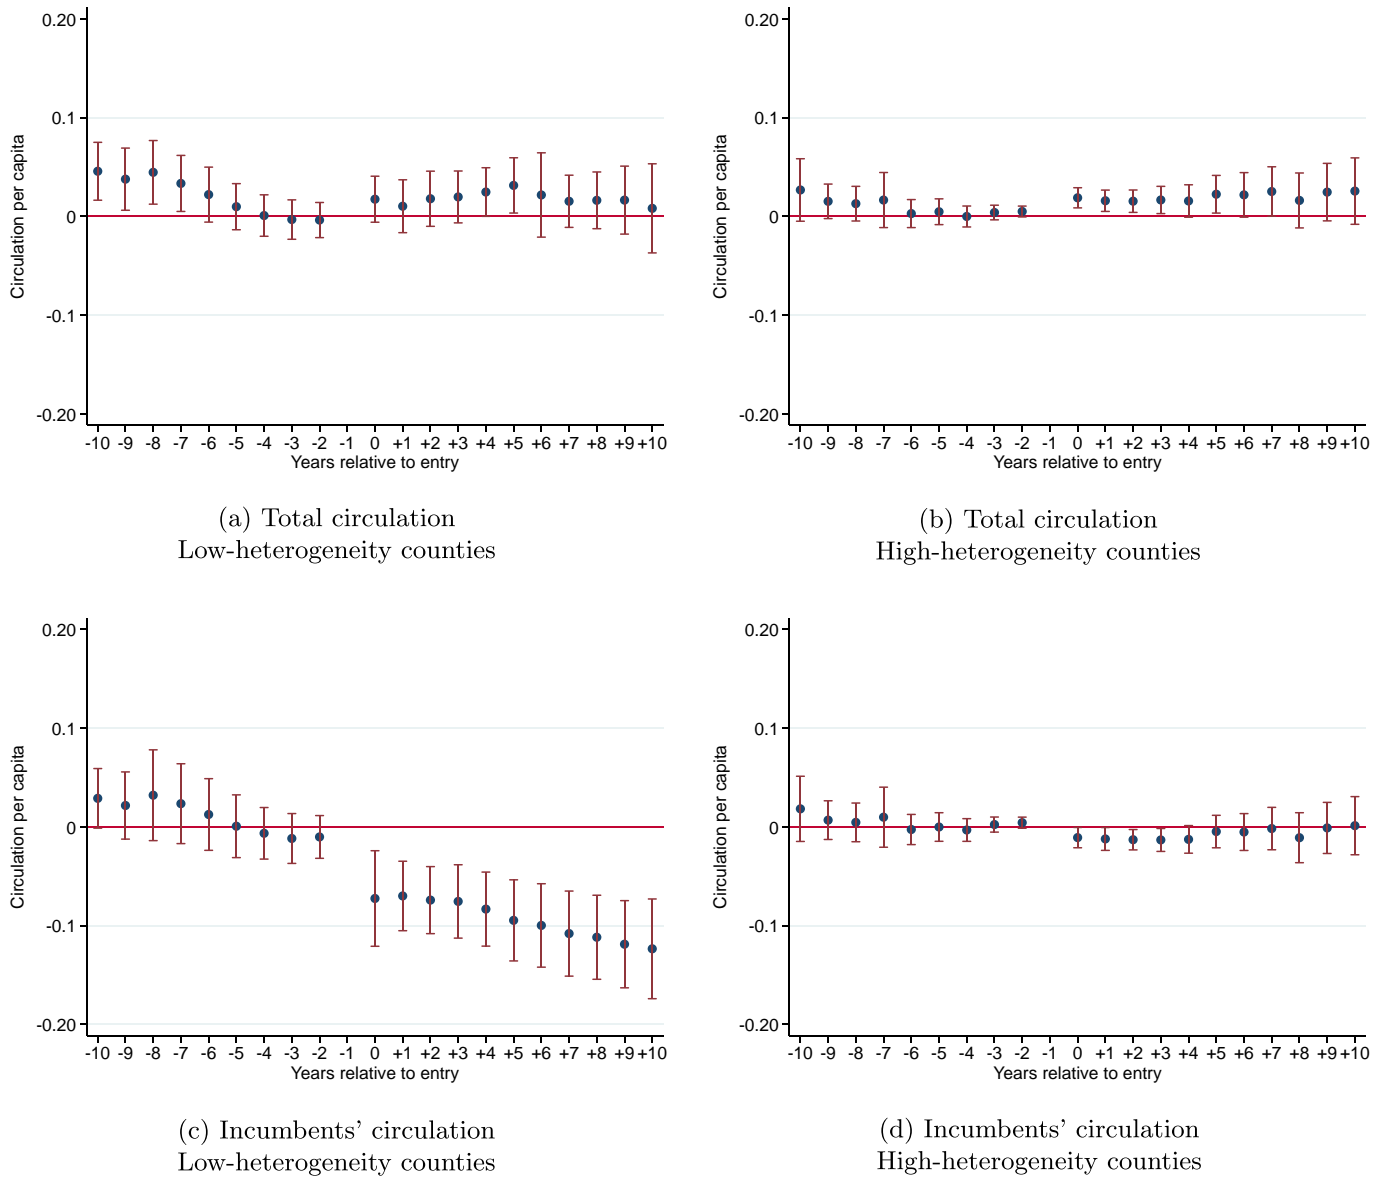 0.20
0.1
0
-0.1
-0.20
Circulation per capita
-10 -9 -8 -7 -6 -5 -4 -3 -2 -1 0 +1 +2 +3 +4 +5 +6 +7 +8 +9 +10
Years relative to entry
(a) Total circulation
Low-heterogeneity counties
0.20
0.1
0
-0.1
-0.20
Circulation per capita
-10 -9 -8 -7 -6 -5 -4 -3 -2 -1 0 +1 +2 +3 +4 +5 +6 +7 +8 +9 +10
Years relative to entry
(b) Total circulation
High-heterogeneity counties
0.20
0.1
0
-0.1
-0.20
Circulation per capita
-10 -9 -8 -7 -6 -5 -4 -3 -2 -1 0 +1 +2 +3 +4 +5 +6 +7 +8 +9 +10
Years relative to entry
(c) Incumbents’ circulation
Low-heterogeneity counties
0.20
0.1
0
-0.1
-0.20
Circulation per capita
-10 -9 -8 -7 -6 -5 -4 -3 -2 -1 0 +1 +2 +3 +4 +5 +6 +7 +8 +9 +10
Years relative to entry
(d) Incumbents’ circulation
High-heterogeneity counties